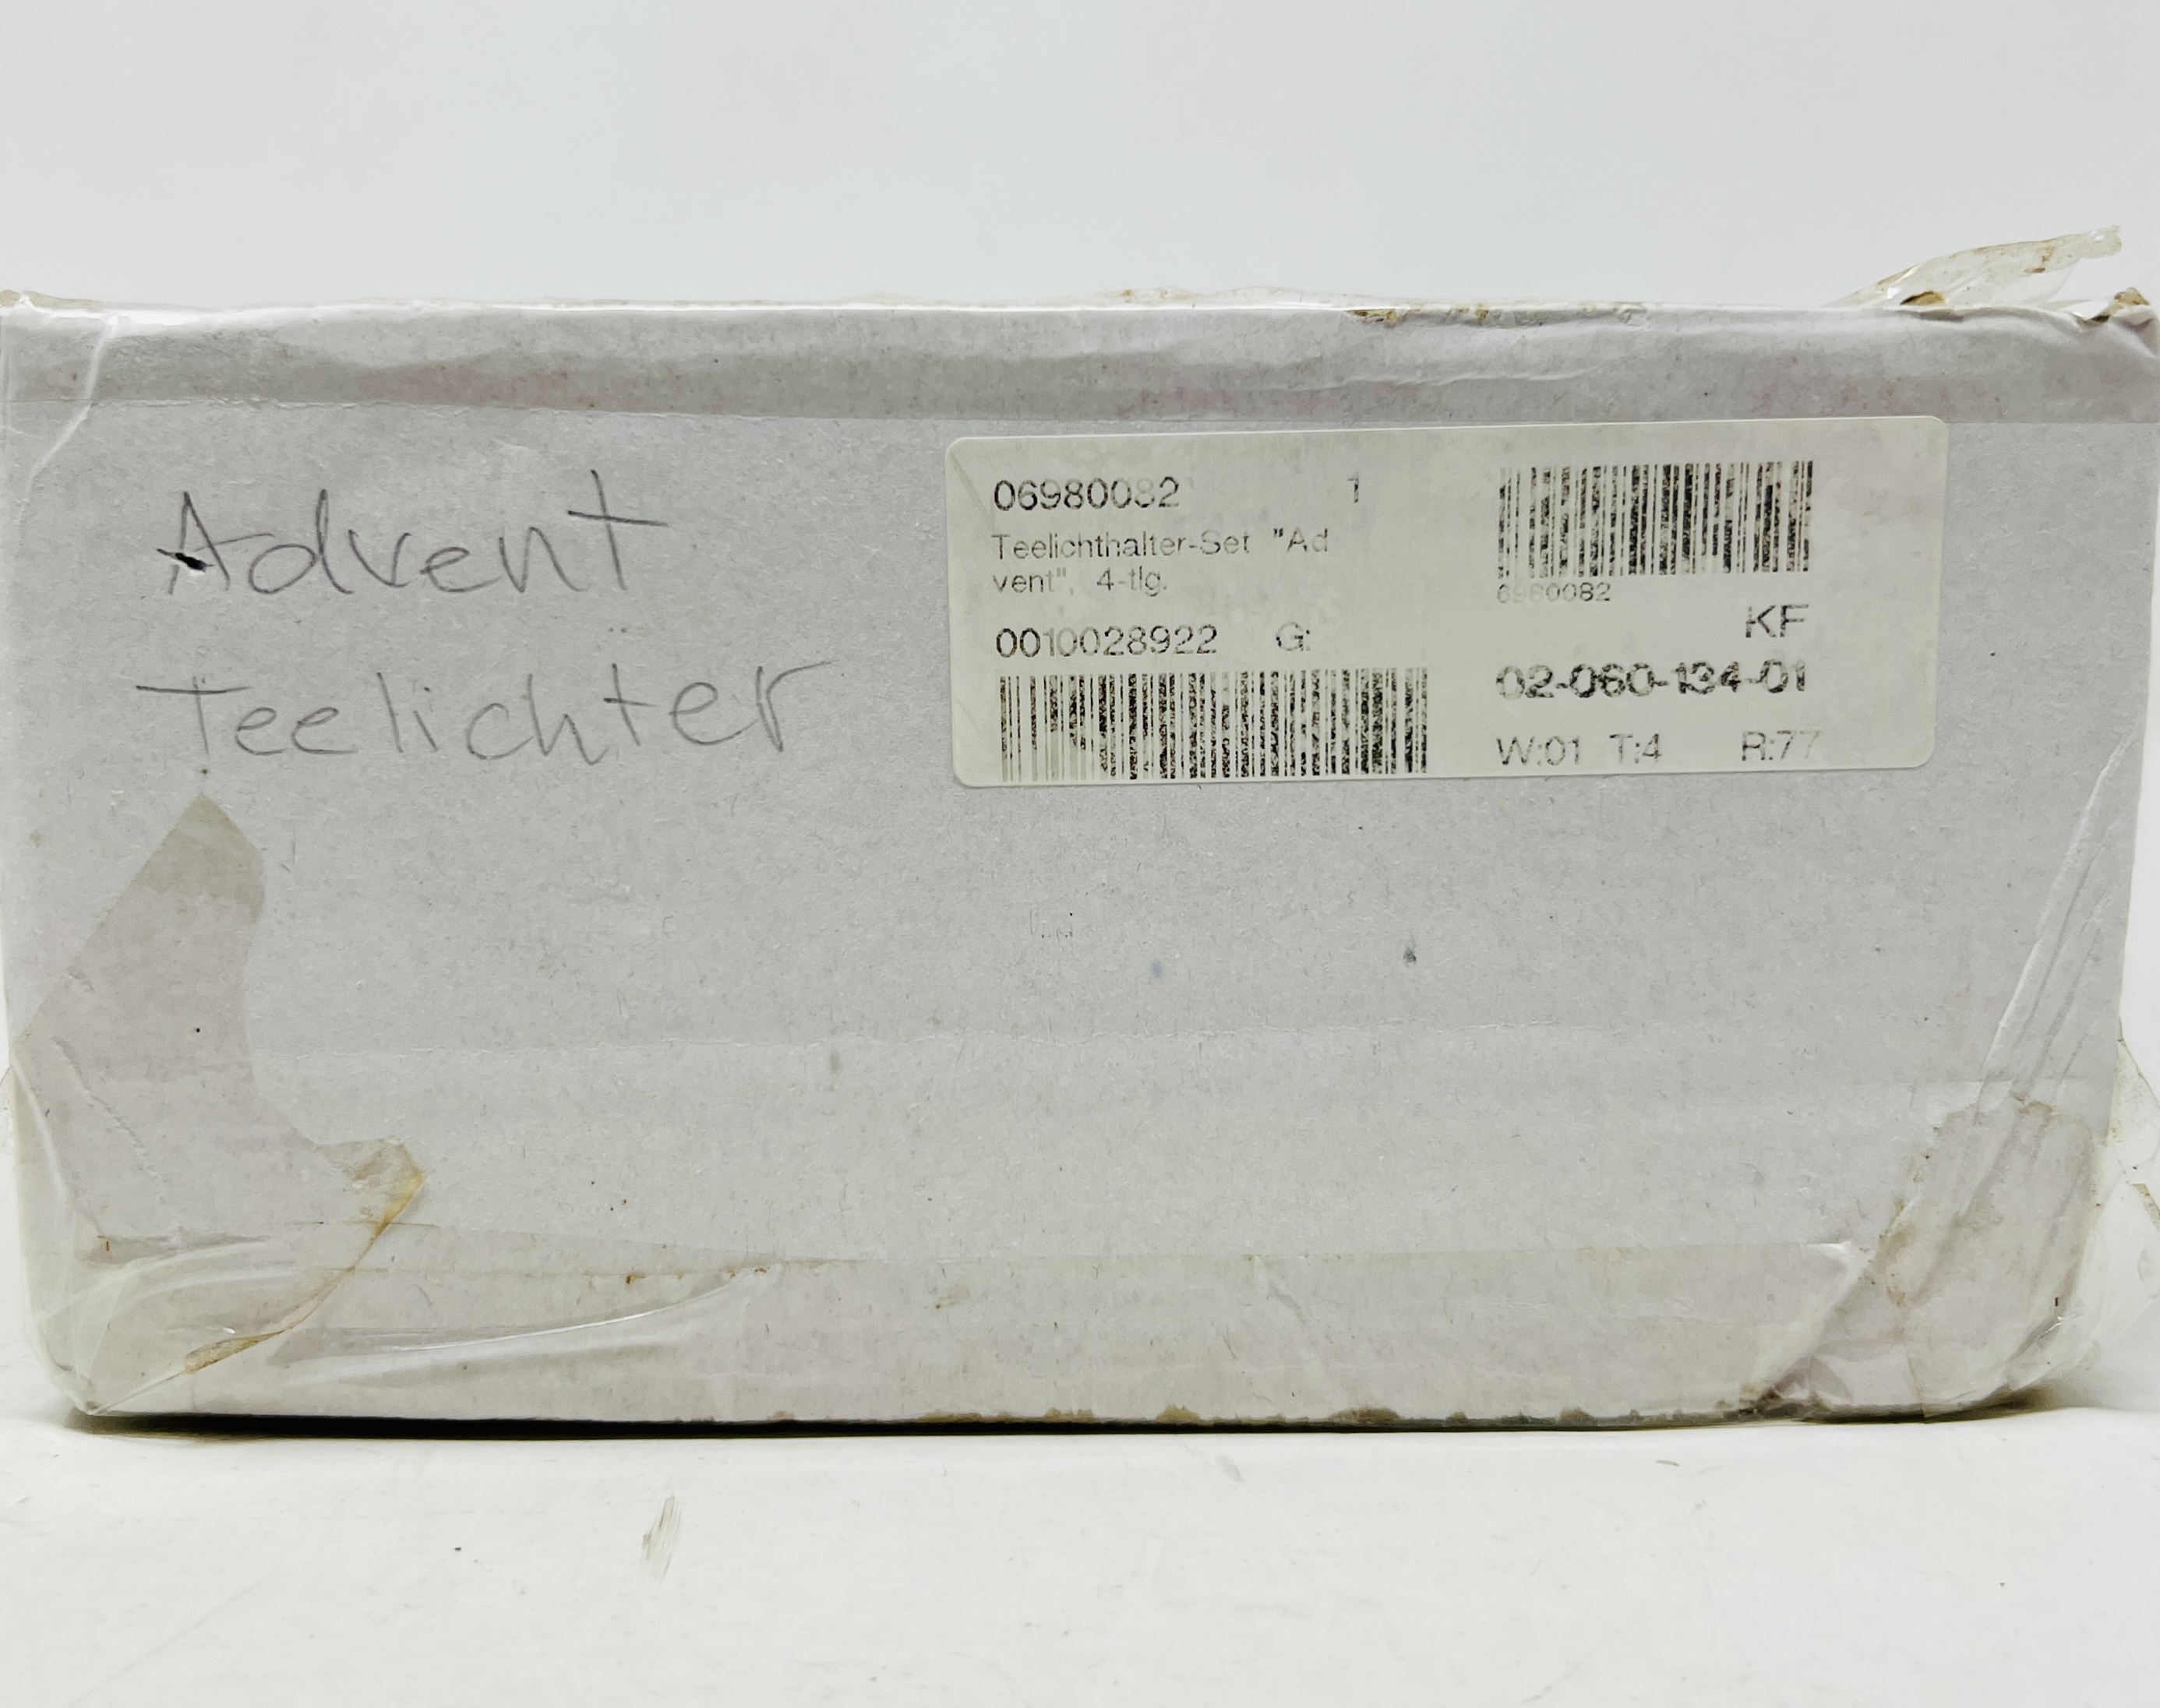 Advent
Teelichter
06980082 1
Teelichthalter-Set "Ad
vent", 4-tlg.
0010028922 G:
6980082
KF
02-060-134-01
W:01 T:4 R:77